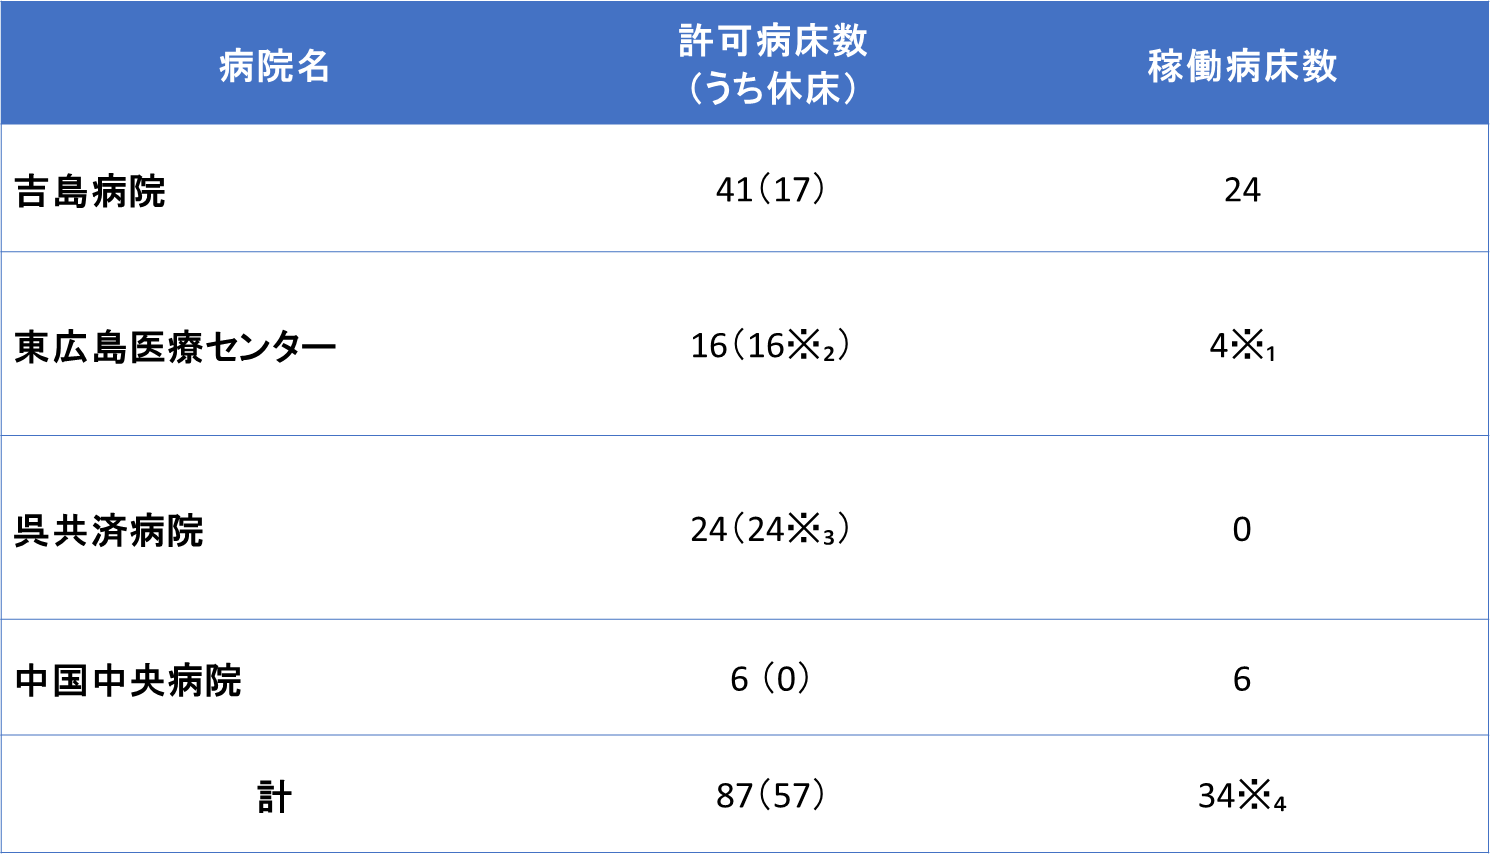 病院名
許可病床数
(うち休床)
稼働病床数
吉島病院
41(17)
24
東広島医療センター
16(16※₂)
4※₁
呉共済病院
24(24※₃)
0
中国中央病院
6 (0)
6
計
87(57)
34※₄